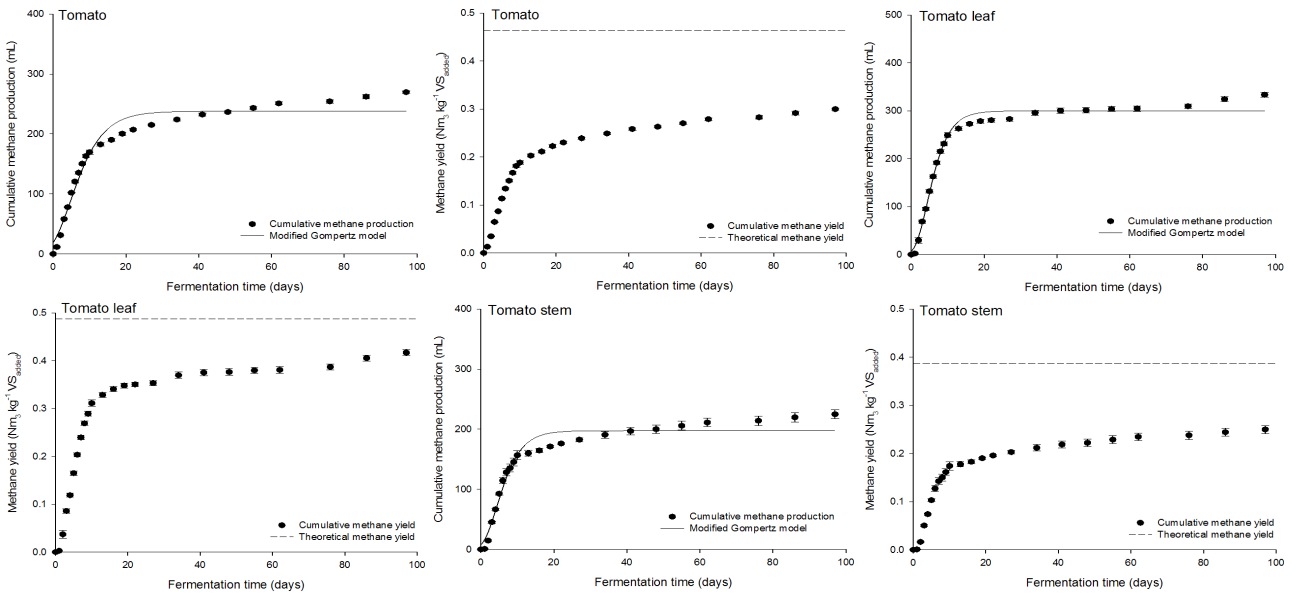 Tomato
Cumulative methane production (mL)
400
300
200
100
0
Cumulative methane production
Modified Gompertz model
0 20 40 60 80 100
Fermentation time (days)
Tomato
Methane yield (Nm3 kg-1 VSadded)
0.5
0.4
0.3
0.2
0.1
0.0
Cumulative methane yield
Theoretical methane yield
0 20 40 60 80 100
Fermentation time (days)
Tomato leaf
Cumulative methane production (mL)
500
400
300
200
100
0
Cumulative methane production
Modified Gompertz model
0 20 40 60 80 100
Fermentation time (days)
Tomato leaf
Methane yield (Nm3 kg-1 VSadded)
0.5
0.4
0.3
0.2
0.1
0.0
Cumulative methane yield
Theoretical methane yield
0 20 40 60 80 100
Fermentation time (days)
Tomato stem
Cumulative methane production (mL)
400
300
200
100
0
Cumulative methane production
Modified Gompertz model
0 20 40 60 80 100
Fermentation time (days)
Tomato stem
Methane yield (Nm3 kg-1 VSadded)
0.5
0.4
0.3
0.2
0.1
0.0
Cumulative methane yield
Theoretical methane yield
0 20 40 60 80 100
Fermentation time (days)